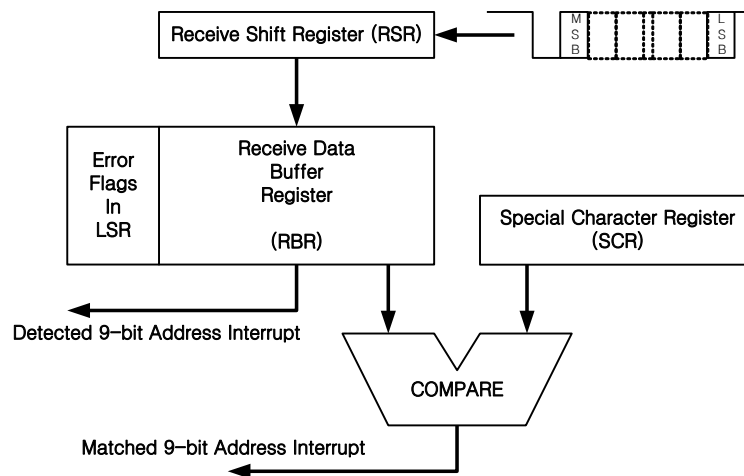 Receive Shift Register (RSR)
M
S
B
L
S
B
Error
Flags
In
LSR
Receive Data
Buffer
Register
(RBR)
Special Character Register
(SCR)
Detected 9-bit Address Interrupt
COMPARE
Matched 9-bit Address Interrupt